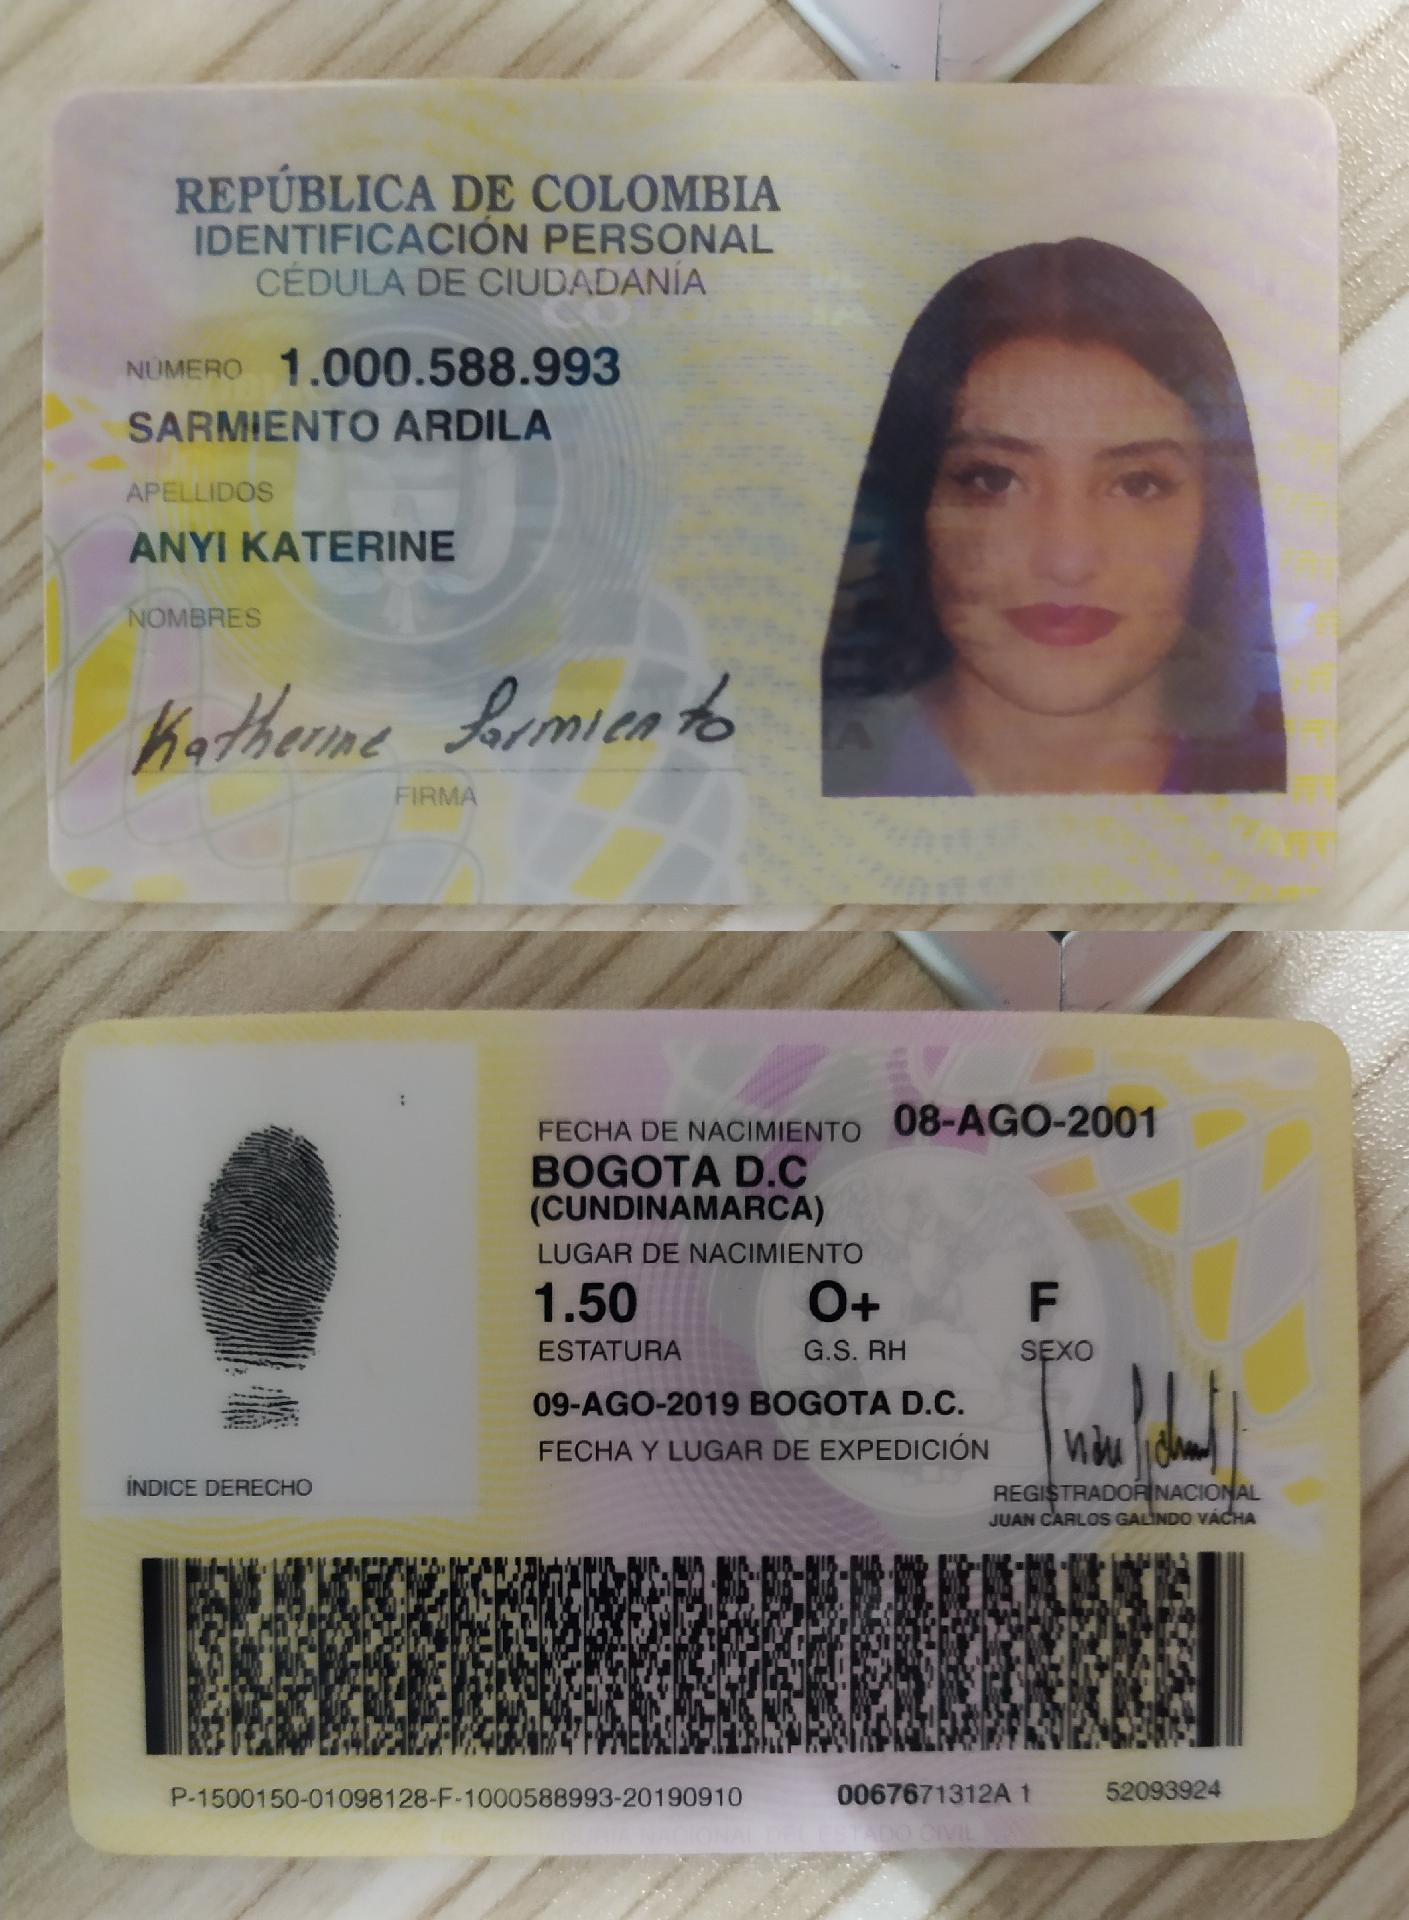 REPÚBLICA DE COLOMBIA
IDENTIFICACIÓN PERSONAL
CÉDULA DE CIUDADANÍA
NÚMERO 1.000.588.993
SARMIENTO ARDILA
APELLIDOS
ANYI KATERINE
NOMBRES
Katherine Sarmiento
FIRMA
FECHA DE NACIMIENTO 08-AGO-2001
BOGOTA D.C
(CUNDINAMARCA)
LUGAR DE NACIMIENTO
1.50 O+ F
ESTATURA G.S. RH SEXO
09-AGO-2019 BOGOTA D.C.
FECHA Y LUGAR DE EXPEDICIÓN
ÍNDICE DERECHO
REGISTRADOR NACIONAL
JUAN CARLOS GALINDO VÁCHA
P-1500150-01098128-F-1000588993-20190910 0067671312A 1 52093924
REGISTRADURIA NACIONAL DEL ESTADO CIVIL